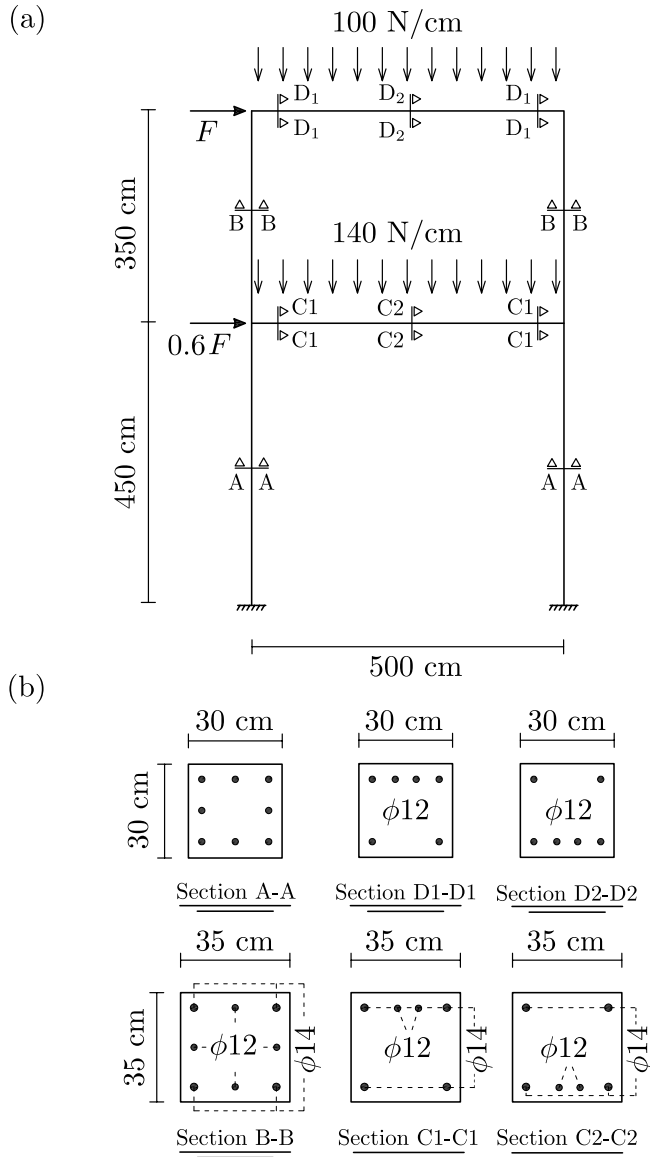 (a)
100 N/cm
D1 D2 D1
F
D1 D2 D1
350 cm
B B B B
140 N/cm
C1 C2 C1
0.6F
C1 C2 C1
450 cm
A A A A
500 cm
(b)
30 cm 30 cm 30 cm
30 cm
ϕ12 ϕ12
Section A-A Section D1-D1 Section D2-D2
35 cm 35 cm 35 cm
35 cm
ϕ12 ϕ14 ϕ12 ϕ14 ϕ12 ϕ14
Section B-B Section C1-C1 Section C2-C2